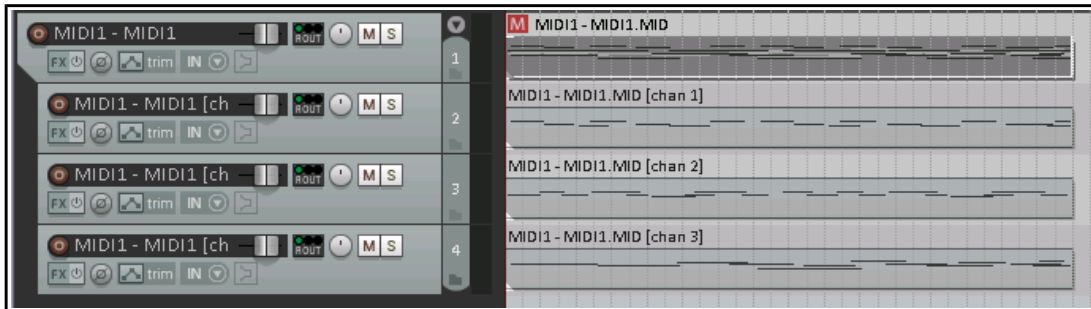 MIDI1 - MIDI1 ROUT M S
FX trim IN
1
M MIDI1 - MIDI1.MID
MIDI1 - MIDI1 [ch ROUT M S
FX trim IN
2
MIDI1 - MIDI1.MID [chan 1]
MIDI1 - MIDI1 [ch ROUT M S
FX trim IN
3
MIDI1 - MIDI1.MID [chan 2]
MIDI1 - MIDI1 [ch ROUT M S
FX trim IN
4
MIDI1 - MIDI1.MID [chan 3]